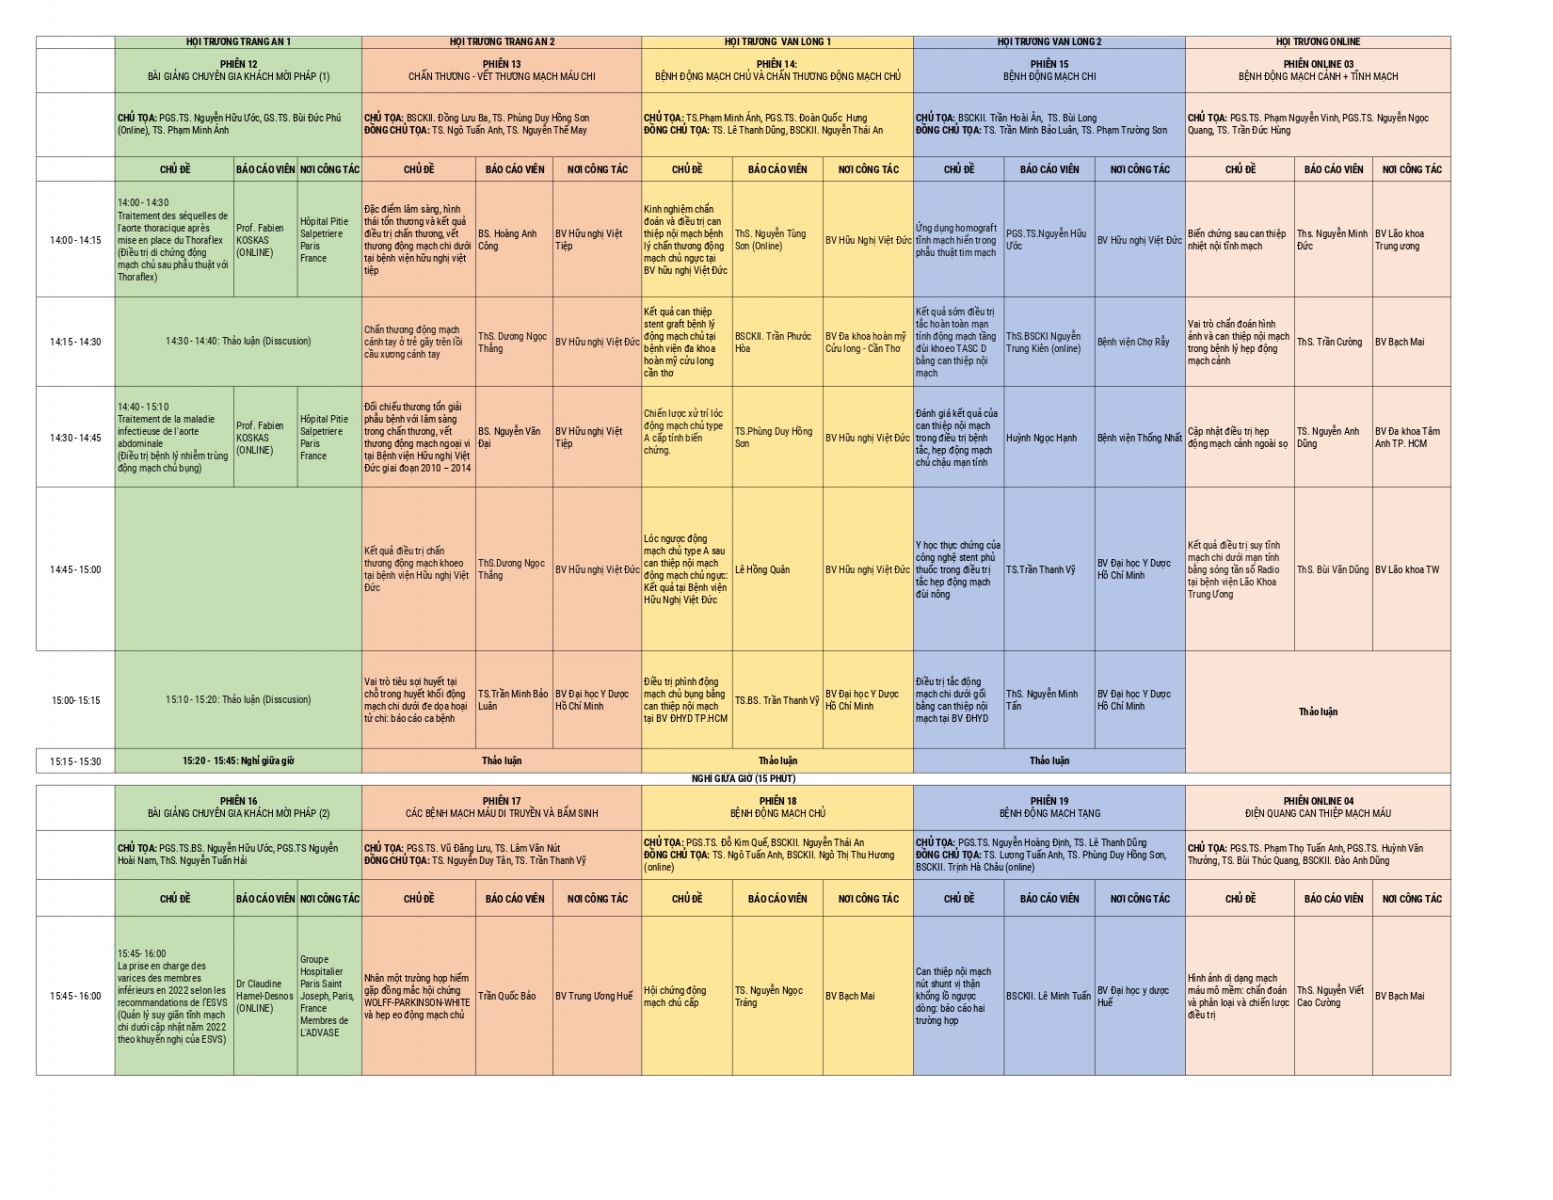 HỘI TRƯỜNG TRÀNG AN 1
HỘI TRƯỜNG TRÀNG AN 2
HỘI TRƯỜNG VÂN LONG 1
HỘI TRƯỜNG VÂN LONG 2
HỘI TRƯỜNG ONLINE
PHIÊN 12
BÀI GIẢNG CHUYÊN GIA KHÁCH MỜI PHÁP (1)
PHIÊN 13
CHẤN THƯƠNG - VẾT THƯƠNG MẠCH MÁU CHI
PHIÊN 14:
BỆNH ĐỘNG MẠCH CHỦ VÀ CHẤN THƯƠNG ĐỘNG MẠCH CHỦ
PHIÊN 15
BỆNH ĐỘNG MẠCH CHI
PHIÊN ONLINE 03
BỆNH ĐỘNG MẠCH CẢNH + TĨNH MẠCH
CHỦ TỌA: PGS.TS. Nguyễn Hữu Ước, GS.TS. Bùi Đức Phú
(Online), TS. Phạm Minh Ánh
CHỦ TỌA: BSCKII. Đồng Lưu Ba, TS. Phùng Duy Hồng Sơn
ĐỒNG CHỦ TỌA: TS. Ngô Tuấn Anh, TS. Nguyễn Thế May
CHỦ TỌA: TS.Phạm Minh Ánh, PGS.TS. Đoàn Quốc Hưng
ĐỒNG CHỦ TỌA: TS. Lê Thanh Dũng, BSCKII. Nguyễn Thái An
CHỦ TỌA: BSCKII. Trần Hoài Ân, TS. Bùi Long
ĐỒNG CHỦ TỌA: TS. Trần Minh Bảo Luân, TS. Phạm Trường Sơn
CHỦ TỌA: PGS.TS. Phạm Nguyên Vinh, PGS.TS. Nguyễn Ngọc
Quang, TS. Trần Đức Hùng
CHỦ ĐỀ
BÁO CÁO VIÊN
NƠI CÔNG TÁC
CHỦ ĐỀ
BÁO CÁO VIÊN
NƠI CÔNG TÁC
CHỦ ĐỀ
BÁO CÁO VIÊN
NƠI CÔNG TÁC
CHỦ ĐỀ
BÁO CÁO VIÊN
NƠI CÔNG TÁC
CHỦ ĐỀ
BÁO CÁO VIÊN
NƠI CÔNG TÁC
14:00 - 14:15
14:00 - 14:30
Traitement des séquelles de
l'aorte thoracique après
mise en place du Thoraflex
(Điều trị di chứng động
mạch chủ sau phẫu thuật với
Thoraflex)
Prof. Fabien
KOSKAS
(ONLINE)
Hôpital Pitie
Salpetriere
Paris
France
Đặc điểm lâm sàng, hình
thái tổn thương và kết quả
điều trị chấn thương, vết
thương động mạch chi dưới
tại bệnh viện hữu nghị việt
tiệp
BS. Hoàng Anh
Công
BV Hữu nghị Việt
Tiệp
Kinh nghiệm chẩn
đoán và điều trị can
thiệp nội mạch bệnh
lý chấn thương động
mạch chủ ngực tại
BV hữu nghị Việt Đức
ThS. Nguyễn Tùng
Sơn (Online)
BV Hữu Nghị Việt Đức
Ứng dụng homograft
tĩnh mạch hiển trong
phẫu thuật tim mạch
PGS.TS.Nguyễn Hữu
Ước
BV Hữu nghị Việt Đức
Biến chứng sau can thiệp
nhiệt nội tĩnh mạch
Ths. Nguyễn Minh
Đức
BV Lão khoa
Trung ương
14:15 - 14:30
14:30 - 14:40: Thảo luận (Disscusion)
Chấn thương động mạch
cánh tay ở trẻ gãy trên lồi
cầu xương cánh tay
ThS. Dương Ngọc
Thắng
BV Hữu nghị Việt Đức
Kết quả can thiệp
stent graft bệnh lý
động mạch chủ tại
bệnh viện đa khoa
hoàn mỹ cửu long
cần thơ
BSCKII. Trần Phước
Hòa
BV Đa khoa hoàn mỹ
Cửu long - Cần Thơ
Kết quả sớm điều trị
tắc hoàn toàn mạn
tính động mạch tầng
đùi khoeo TASC D
bằng can thiệp nội
mạch
ThS.BSCKI Nguyễn
Trung Kiên (online)
Bệnh viện Chợ Rẫy
Vai trò chẩn đoán hình
ảnh và can thiệp nội mạch
trong bệnh lý hẹp động
mạch cảnh
ThS. Trần Cường
BV Bạch Mai
14:30 - 14:45
14:40 - 15:10
Traitement de la maladie
infectieuse de l'aorte
abdominale
(Điều trị bệnh lý nhiễm trùng
động mạch chủ bụng)
Prof. Fabien
KOSKAS
(ONLINE)
Hôpital Pitie
Salpetriere
Paris
France
Đối chiếu thương tổn giải
phẫu bệnh với lâm sàng
trong chấn thương, vết
thương động mạch ngoại vi
tại Bệnh viện Hữu nghị Việt
Đức giai đoạn 2010 – 2014
BS. Nguyễn Văn
Đại
BV Hữu nghị Việt
Tiệp
Chiến lược xử trí lóc
động mạch chủ type
A cấp tính biến
chứng.
TS.Phùng Duy Hồng
Sơn
BV Hữu nghị Việt Đức
Đánh giá kết quả của
can thiệp nội mạch
trong điều trị bệnh
tắc, hẹp động mạch
chủ chậu mạn tính
Huỳnh Ngọc Hạnh
Bệnh viện Thống Nhất
Cập nhật điều trị hẹp
động mạch cảnh ngoài sọ
TS. Nguyễn Anh
Dũng
BV Đa khoa Tâm
Anh TP. HCM
14:45 - 15:00
Kết quả điều trị chấn
thương động mạch khoeo
tại bệnh viện Hữu nghị Việt
Đức
ThS.Dương Ngọc
Thắng
BV Hữu nghị Việt Đức
Lóc ngược động
mạch chủ type A sau
can thiệp nội mạch
động mạch chủ ngực:
Kết quả tại Bệnh viện
Hữu Nghị Việt Đức
Lê Hồng Quân
BV Hữu nghị Việt Đức
Y học thực chứng của
công nghệ stent phủ
thuốc trong điều trị
tắc hẹp động mạch
đùi nông
TS.Trần Thanh Vỹ
BV Đại học Y Dược
Hồ Chí Minh
Kết quả điều trị suy tĩnh
mạch chi dưới mạn tính
bằng sóng tần số Radio
tại bệnh viện Lão Khoa
Trung Ương
ThS. Bùi Văn Dũng
BV Lão khoa TW
15:00- 15:15
15:10 - 15:20: Thảo luận (Disscusion)
Vai trò tiêu sợi huyết tại
chỗ trong huyết khối động
mạch chi dưới đe dọa hoại
tử chi: báo cáo ca bệnh
TS.Trần Minh Bảo
Luân
BV Đại học Y Dược
Hồ Chí Minh
Điều trị phình động
mạch chủ bụng bằng
can thiệp nội mạch
tại BV ĐHYD TP.HCM
TS.BS. Trần Thanh Vỹ
BV Đại học Y Dược
Hồ Chí Minh
Điều trị tắc động
mạch chi dưới gối
bằng can thiệp nội
mạch tại BV ĐHYD
ThS. Nguyễn Minh
Tấn
BV Đại học Y Dược
Hồ Chí Minh
Thảo luận
15:15 - 15:30
15:20 - 15:45: Nghỉ giữa giờ
Thảo luận
Thảo luận
Thảo luận
NGHỈ GIỮA GIỜ (15 PHÚT)
PHIÊN 16
BÀI GIẢNG CHUYÊN GIA KHÁCH MỜI PHÁP (2)
PHIÊN 17
CÁC BỆNH MẠCH MÁU DI TRUYỀN VÀ BẨM SINH
PHIÊN 18
BỆNH ĐỘNG MẠCH CHỦ
PHIÊN 19
BỆNH ĐỘNG MẠCH TẠNG
PHIÊN ONLINE 04
ĐIỆN QUANG CAN THIỆP MẠCH MÁU
CHỦ TỌA: PGS.TS.BS. Nguyễn Hữu Ước, PGS.TS Nguyễn
Hoài Nam, ThS. Nguyễn Tuấn Hải
CHỦ TỌA: PGS.TS. Vũ Đăng Lưu, TS. Lâm Văn Nút
ĐỒNG CHỦ TỌA: TS. Nguyễn Duy Tân, TS. Trần Thanh Vỹ
CHỦ TỌA: PGS.TS. Đỗ Kim Quế, BSCKII. Nguyễn Thái An
ĐỒNG CHỦ TỌA: TS. Ngô Tuấn Anh, BSCKII. Ngô Thị Thu Hương
(online)
CHỦ TỌA: PGS.TS. Nguyễn Hoàng Định, TS. Lê Thanh Dũng
ĐỒNG CHỦ TỌA: TS. Lương Tuấn Anh, TS. Phùng Duy Hồng Sơn,
BSCKII. Trịnh Hà Châu (online)
CHỦ TỌA: PGS.TS. Phạm Thọ Tuấn Anh, PGS.TS. Huỳnh Văn
Thưởng, TS. Bùi Thúc Quang, BSCKII. Đào Anh Dũng
CHỦ ĐỀ
BÁO CÁO VIÊN
NƠI CÔNG TÁC
CHỦ ĐỀ
BÁO CÁO VIÊN
NƠI CÔNG TÁC
CHỦ ĐỀ
BÁO CÁO VIÊN
NƠI CÔNG TÁC
CHỦ ĐỀ
BÁO CÁO VIÊN
NƠI CÔNG TÁC
CHỦ ĐỀ
BÁO CÁO VIÊN
NƠI CÔNG TÁC
15:45 - 16:00
15:45- 16:00
La prise en charge des
varices des membres
inférieurs en 2022 selon les
recommandations de l'ESVS
(Quản lý suy giãn tĩnh mạch
chi dưới cập nhật năm 2022
theo khuyến nghị của ESVS)
Dr Claudine
Hamel-Desnos
(ONLINE)
Groupe
Hospitalier
Paris Saint
Joseph, Paris,
France
Membres de
L'ADVASE
Nhân một trường hợp hiếm
gặp đồng mắc hội chứng
WOLFF-PARKINSON-WHITE
và hẹp eo động mạch chủ
Trần Quốc Bảo
BV Trung Ương Huế
Hội chứng động
mạch chủ cấp
TS. Nguyễn Ngọc
Tráng
BV Bạch Mai
Can thiệp nội mạch
nút shunt vị thận
khổng lồ ngược
dòng: báo cáo hai
trường hợp
BSCKII. Lê Minh Tuấn
BV Đại học y dược
Huế
Hình ảnh dị dạng mạch
máu mô mềm: chẩn đoán
và phân loại và chiến lược
điều trị
ThS. Nguyễn Viết
Cao Cường
BV Bạch Mai